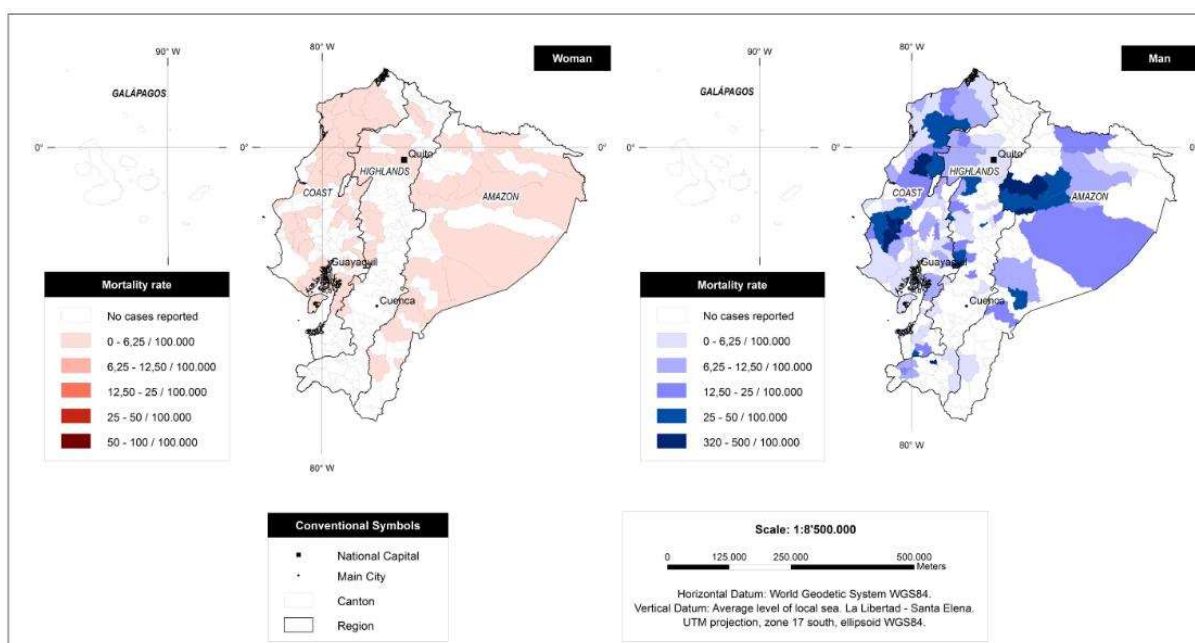 90° W
80° W
Woman
GALÁPAGOS
0°
0°
Quito
HIGHLANDS
COAST
AMAZON
Guayaquil
Cuenca
80° W
Mortality rate
No cases reported
0 - 6,25 / 100.000
6,25 - 12,50 / 100.000
12,50 - 25 / 100.000
25 - 50 / 100.000
50 - 100 / 100.000
90° W
80° W
Man
GALÁPAGOS
0°
0°
Quito
HIGHLANDS
COAST
AMAZON
Guayaquil
Cuenca
80° W
Mortality rate
No cases reported
0 - 6,25 / 100.000
6,25 - 12,50 / 100.000
12,50 - 25 / 100.000
25 - 50 / 100.000
320 - 500 / 100.000
Conventional Symbols
National Capital
Main City
Canton
Region
Scale: 1:8'500.000
0 125.000 250.000 500.000
Meters
Horizontal Datum: World Geodetic System WGS84.
Vertical Datum: Average level of local sea. La Libertad - Santa Elena.
UTM projection, zone 17 south, ellipsoid WGS84.